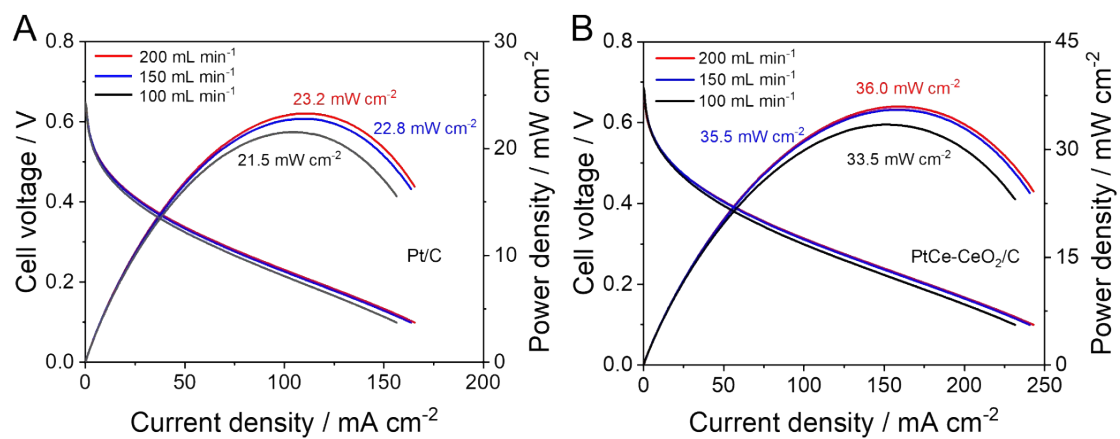 A
Cell voltage / V
0.8
0.6
0.4
0.2
0.0
200 mL min⁻¹
150 mL min⁻¹
100 mL min⁻¹
23.2 mW cm⁻²
22.8 mW cm⁻²
21.5 mW cm⁻²
Pt/C
30
20
10
0
Power density / mW cm⁻²
0 50 100 150 200
Current density / mA cm⁻²
B
Cell voltage / V
0.8
0.6
0.4
0.2
0.0
200 mL min⁻¹
150 mL min⁻¹
100 mL min⁻¹
36.0 mW cm⁻²
35.5 mW cm⁻²
33.5 mW cm⁻²
PtCe-CeO₂/C
45
30
15
0
Power density / mW cm⁻²
0 50 100 150 200 250
Current density / mA cm⁻²